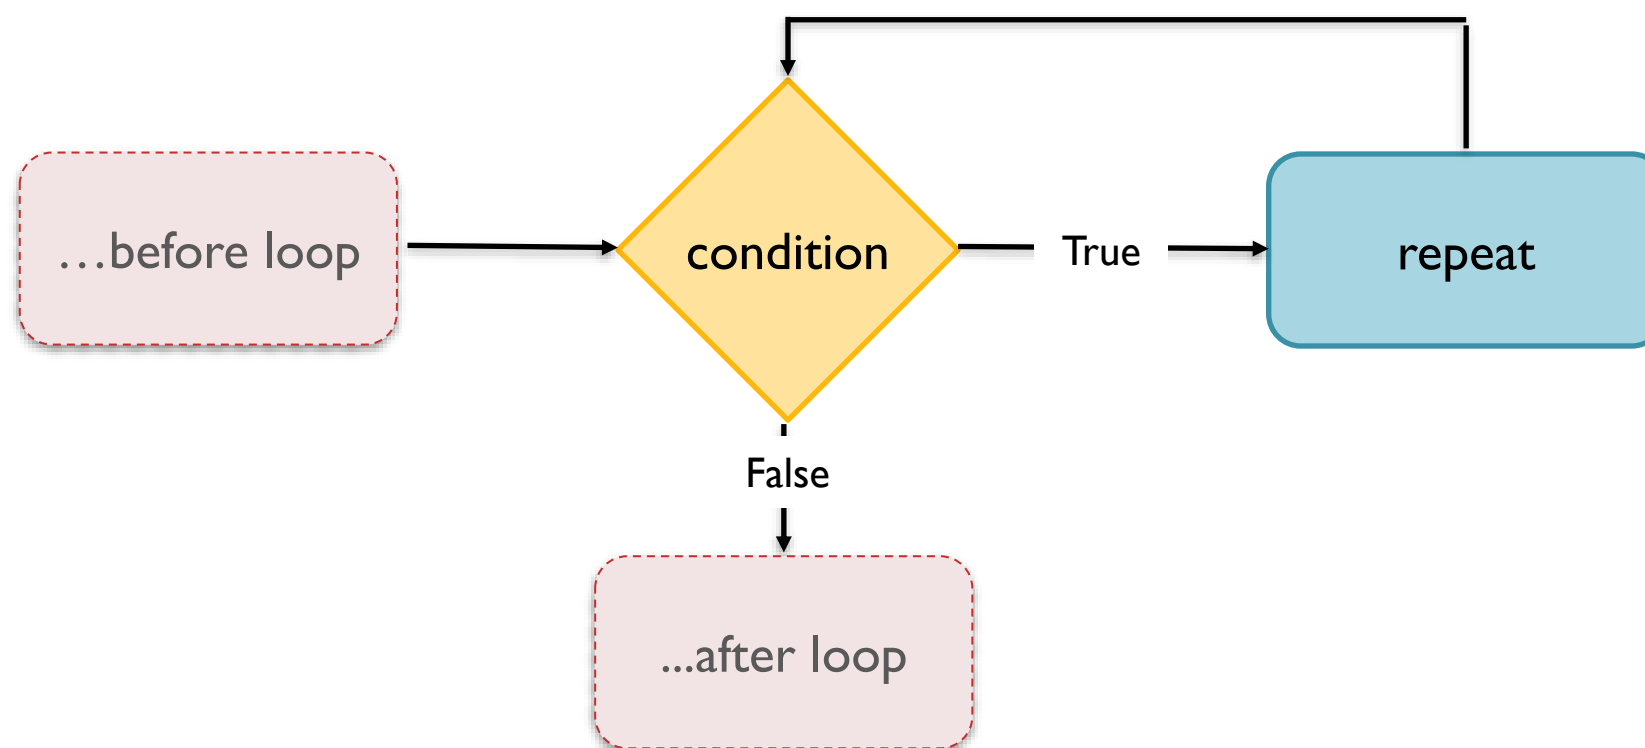 …before loop
condition
True
repeat
False
...after loop